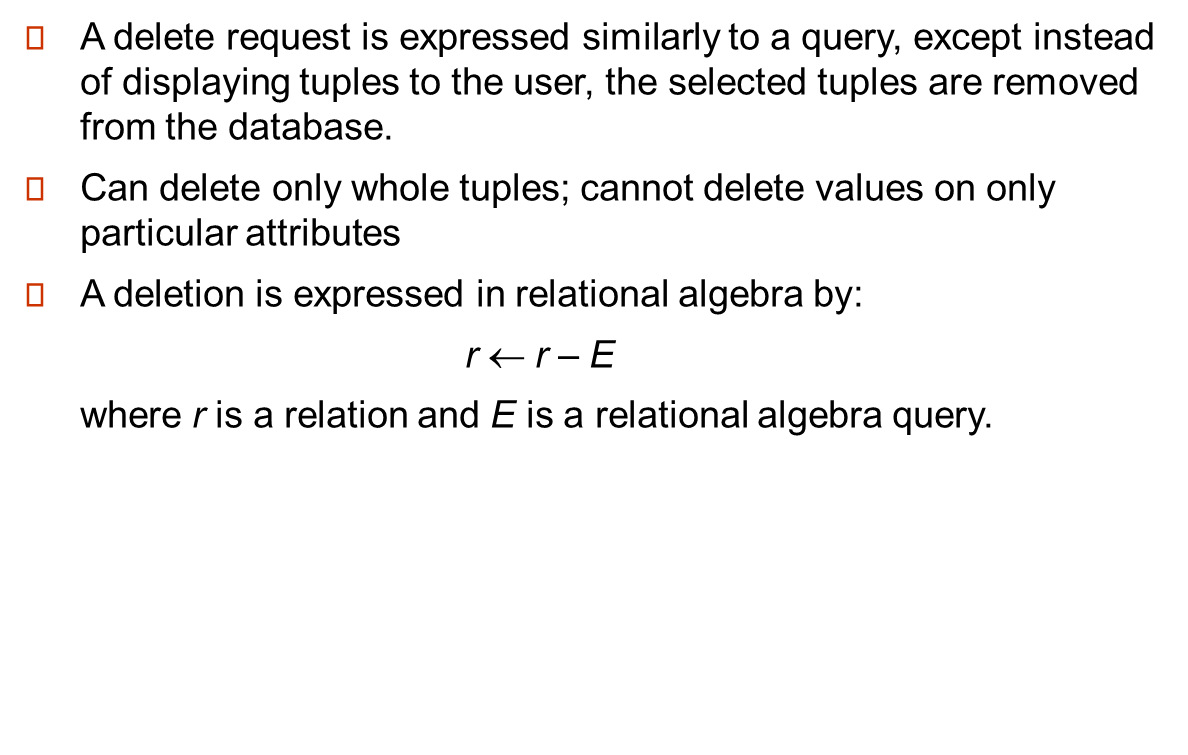 A delete request is expressed similarly to a query, except instead
of displaying tuples to the user, the selected tuples are removed
from the database.
Can delete only whole tuples; cannot delete values on only
particular attributes
A deletion is expressed in relational algebra by:
r ← r – E
where r is a relation and E is a relational algebra query.